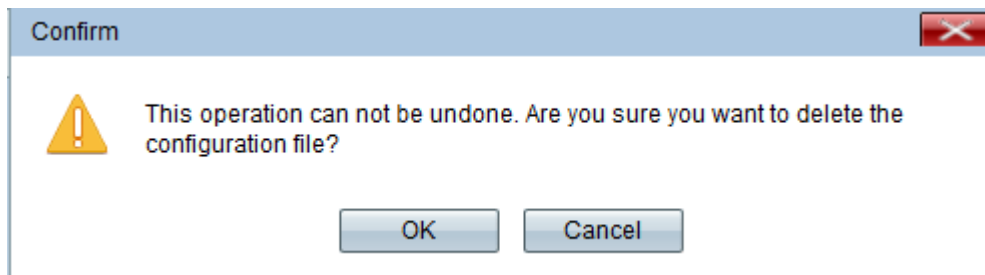 Confirm
This operation can not be undone. Are you sure you want to delete the
configuration file?
OK
Cancel